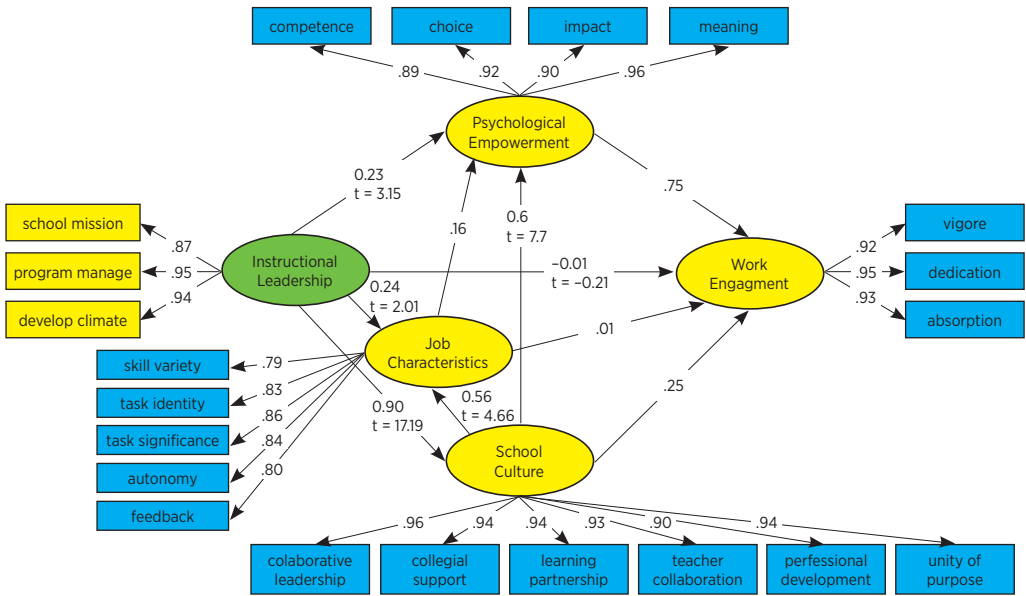 competence
choice
impact
meaning
.89
.92
.90
.96
Psychological
Empowerment
0.23
t = 3.15
.16
0.6
t = 7.7
.75
school mission
program manage
develop climate
.87
.95
.94
Instructional
Leadership
−0.01
t = −0.21
Work
Engagment
.92
.95
.93
vigore
dedication
absorption
0.24
t = 2.01
Job
Characteristics
.01
skill variety
task identity
task significance
autonomy
feedback
.79
.83
.86
.84
.80
0.90
t = 17.19
0.56
t = 4.66
.25
School
Culture
.96
.94
.94
.93
.90
.94
colaborative
leadership
collegial
support
learning
partnership
teacher
collaboration
perfessional
development
unity of
purpose